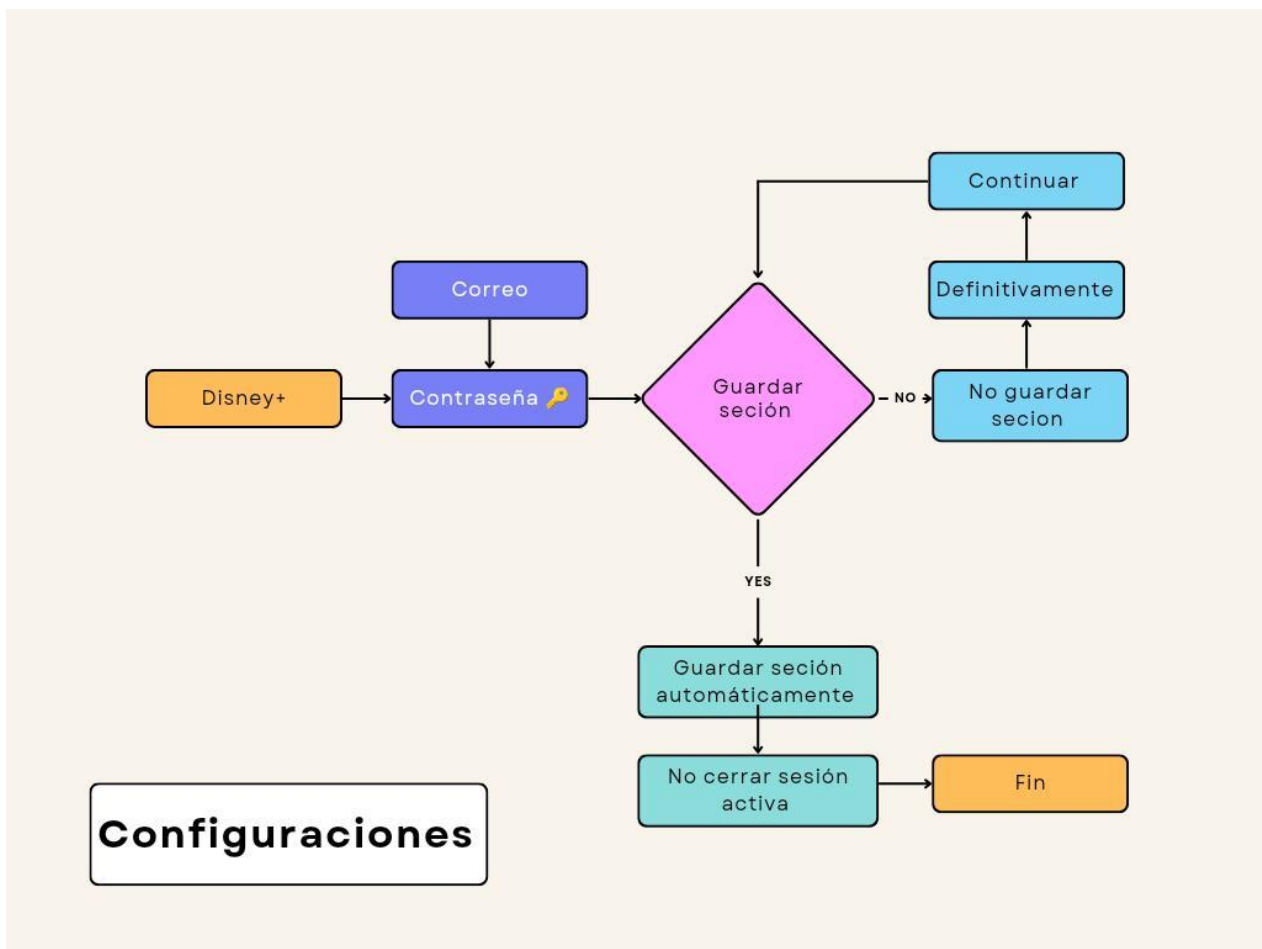 Continuar
Correo
Definitivamente
Disney+
Contraseña 🔑
Guardar
seción
NO
No guardar
secion
YES
Guardar seción
automáticamente
No cerrar sesión
activa
Fin
Configuraciones